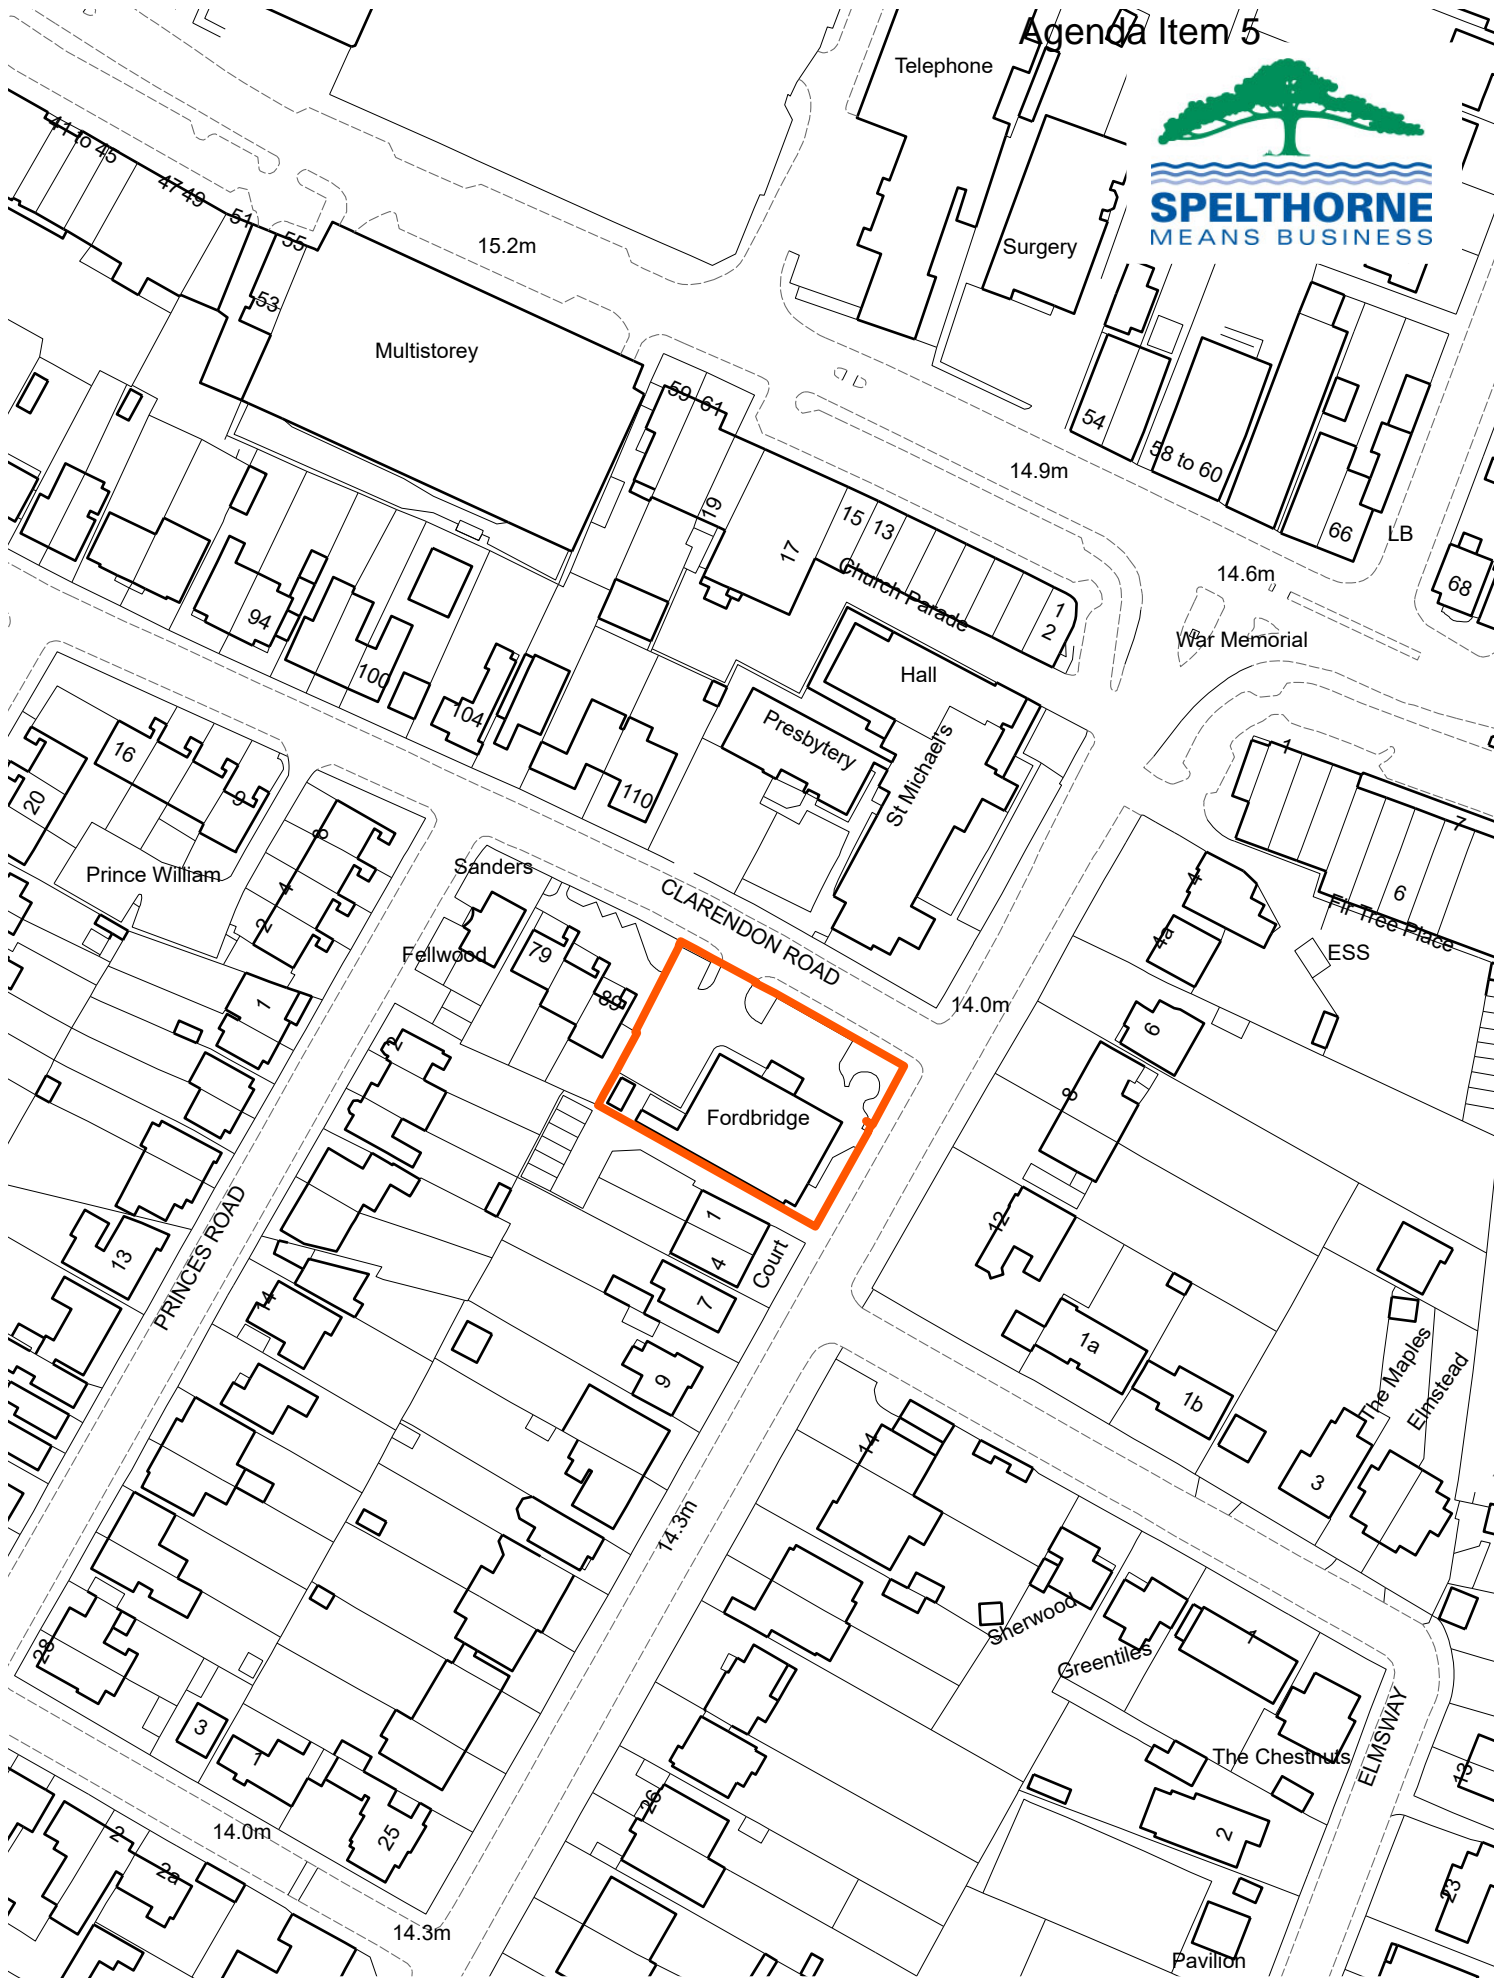 Agenda Item 5
Telephone
SPELTHORNE
MEANS BUSINESS
41 to 45
47 49
51
55
53
15.2m
Surgery
Multistorey
59 61
54
58 to 60
14.9m
66
LB
68
19
17
15 13
Church Parade
1
2
14.6m
War Memorial
94
100
104
110
Hall
Presbytery
St Michael's
16
9
20
8
4
2
Prince William
Sanders
CLARENDON ROAD
Fellwood
79
89
1
7
6
Fir Tree Place
4
4a
ESS
14.0m
1
2
6
8
Fordbridge
12
PRINCES ROAD
13
14
1
4
7
Court
9
1a
1b
The Maples
Elmstead
3
14
14.3m
Sherwood
Greentiles
1
28
3
1
25
26
The Chestnuts
ELMSWAY
13
2
14.0m
2
2a
23
14.3m
Pavilion